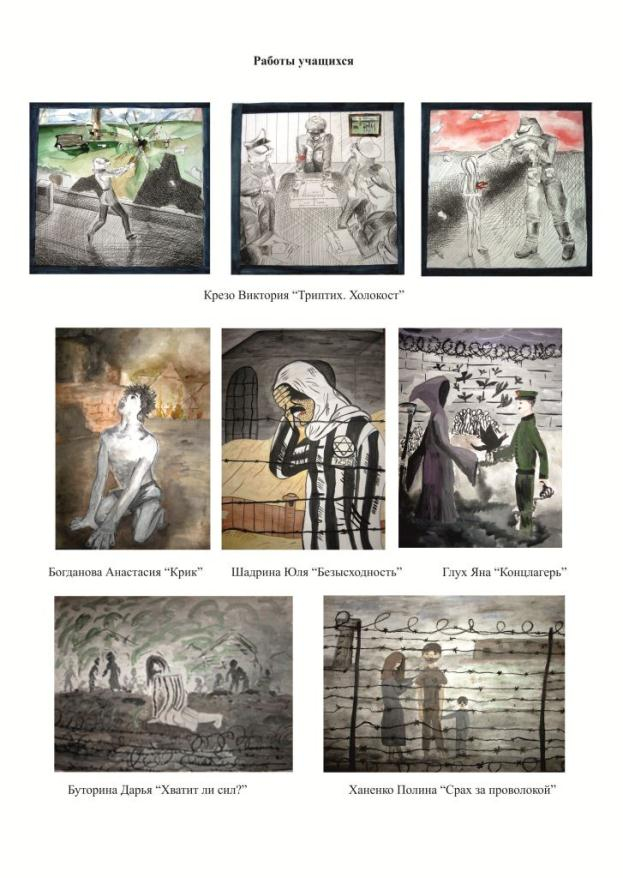 Работы учащихся
Крезо Виктория “Триптих. Холокост”
Богданова Анастасия “Крик”
Шадрина Юля “Безысходность”
Глух Яна “Концлагерь”
Буторина Дарья “Хватит ли сил?”
Ханенко Полина “Срах за проволокой”